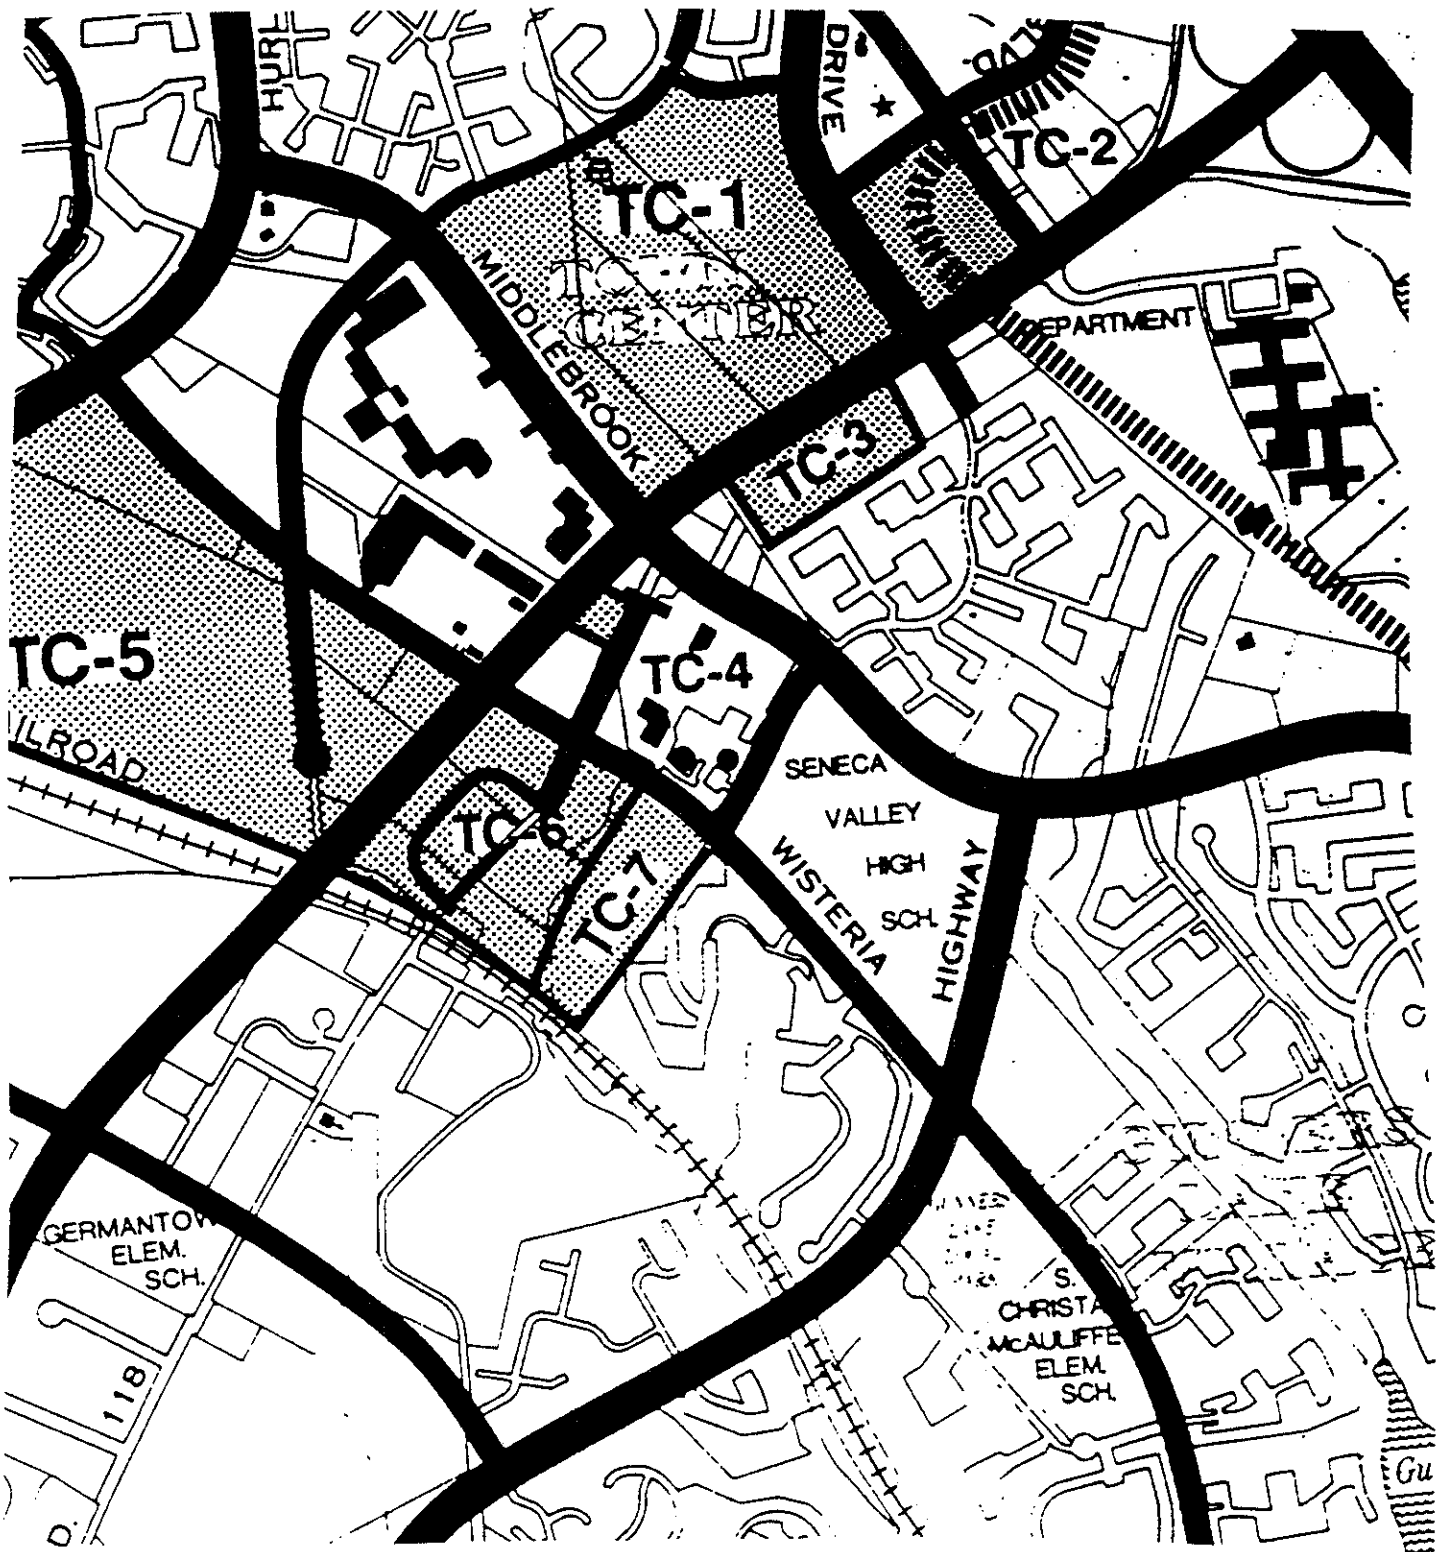 HURL
DRIVE
BLVD.
TC-2
TC-1
TOWN
CENTER
MIDDLEBROOK
DEPARTMENT
TC-3
TC-5
TC-4
ILROAD
SENECA
VALLEY
HIGH
SCH.
TC-6
TC-7
WISTERIA
HIGHWAY
GERMANTOW
ELEM.
SCH.
S.
CHRISTA
McAULIFFE
ELEM.
SCH.
118
D.
Gu